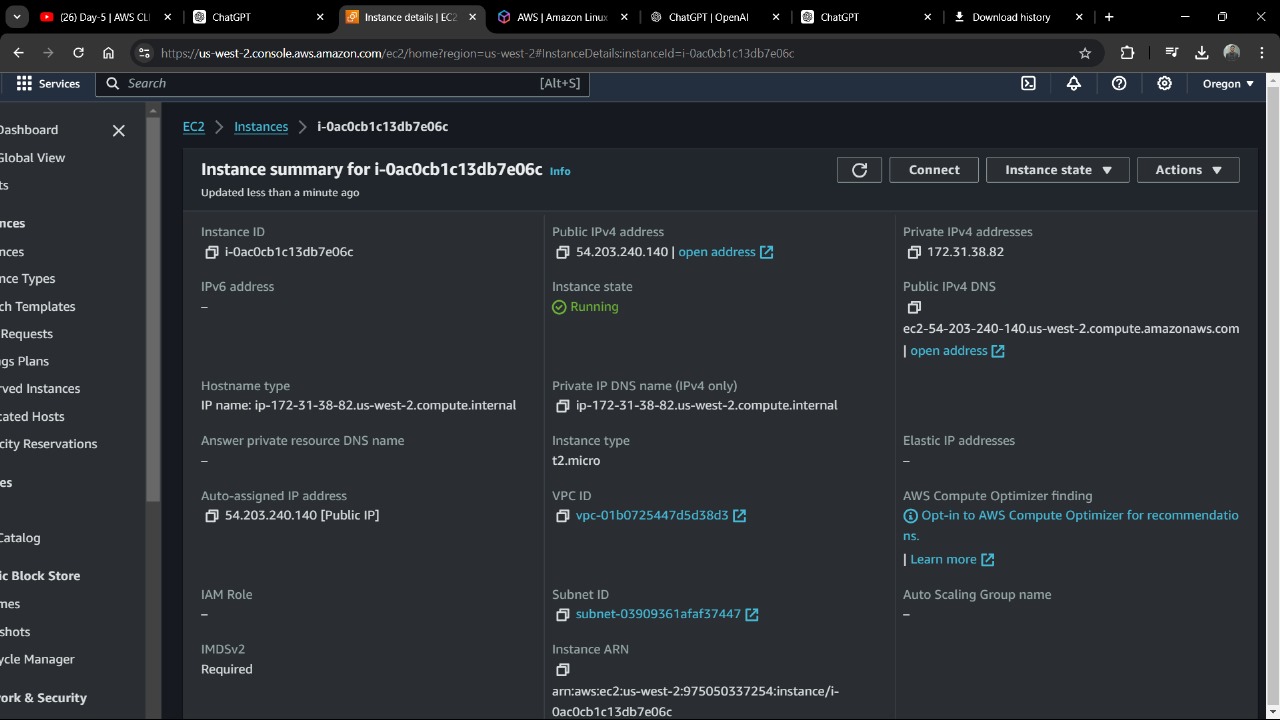 (26) Day-5 | AWS CLI
ChatGPT
Instance details | EC2
AWS | Amazon Linux
ChatGPT | OpenAI
ChatGPT
Download history
https://us-west-2.console.aws.amazon.com/ec2/home?region=us-west-2#InstanceDetails:instanceId=i-0ac0cb1c13db7e06c
Services
Search
[Alt+S]
Oregon
Dashboard
Global View
ts
nces
nces
nce Types
ch Templates
Requests
gs Plans
rved Instances
cated Hosts
city Reservations
es
Catalog
ic Block Store
mes
shots
ycle Manager
ork & Security
EC2 > Instances > i-0ac0cb1c13db7e06c
Instance summary for i-0ac0cb1c13db7e06c Info
Updated less than a minute ago
Connect
Instance state
Actions
Instance ID
i-0ac0cb1c13db7e06c
Public IPv4 address
54.203.240.140 | open address
Private IPv4 addresses
172.31.38.82
IPv6 address
–
Instance state
Running
Public IPv4 DNS
ec2-54-203-240-140.us-west-2.compute.amazonaws.com
| open address
Hostname type
IP name: ip-172-31-38-82.us-west-2.compute.internal
Private IP DNS name (IPv4 only)
ip-172-31-38-82.us-west-2.compute.internal
Answer private resource DNS name
–
Instance type
t2.micro
Elastic IP addresses
–
Auto-assigned IP address
54.203.240.140 [Public IP]
VPC ID
vpc-01b0725447d5d38d3
AWS Compute Optimizer finding
Opt-in to AWS Compute Optimizer for recommendatio
ns.
| Learn more
IAM Role
–
Subnet ID
subnet-03909361afaf37447
Auto Scaling Group name
–
IMDSv2
Required
Instance ARN
arn:aws:ec2:us-west-2:975050337254:instance/i-
0ac0cb1c13db7e06c